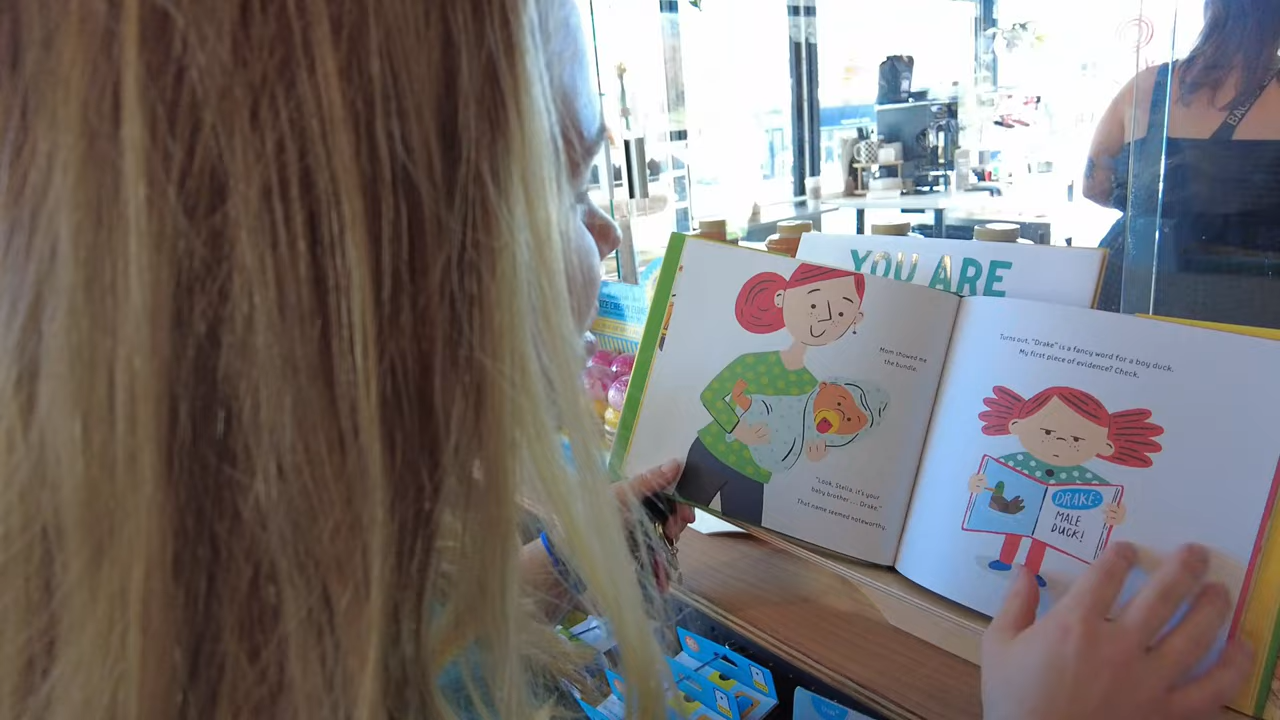 YOU ARE
Mom showed me
the bundle.
"Look, Stella, it's your
baby brother . . . Drake."
That name seemed noteworthy.
Turns out, "Drake" is a fancy word for a boy duck.
My first piece of evidence? Check.
DRAKE:
MALE
DUCK!